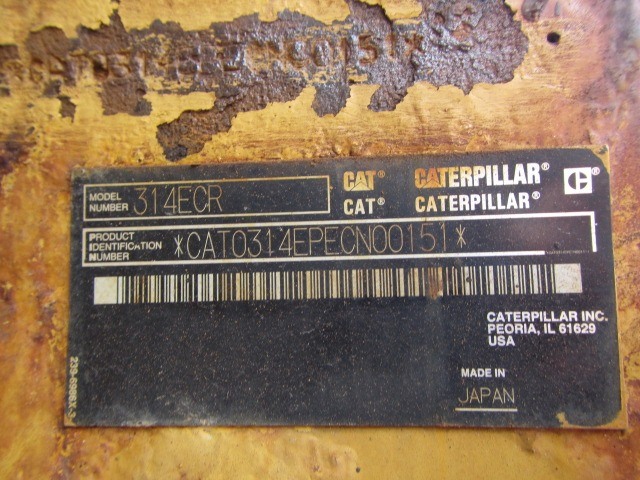 MODEL NUMBER 314ECR
CAT® CATERPILLAR®
CAT® CATERPILLAR®
PRODUCT IDENTIFICATION NUMBER *CAT0314EPECN00151*
CATERPILLAR INC.
PEORIA, IL 61629
USA
MADE IN
JAPAN